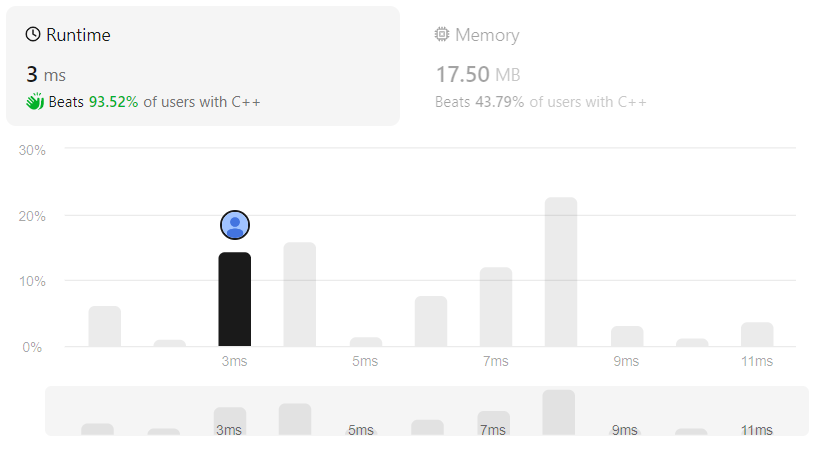 Runtime
3 ms
Beats 93.52% of users with C++
Memory
17.50 MB
Beats 43.79% of users with C++
30%
20%
10%
0%
3ms 5ms 7ms 9ms 11ms
3ms 5ms 7ms 9ms 11ms